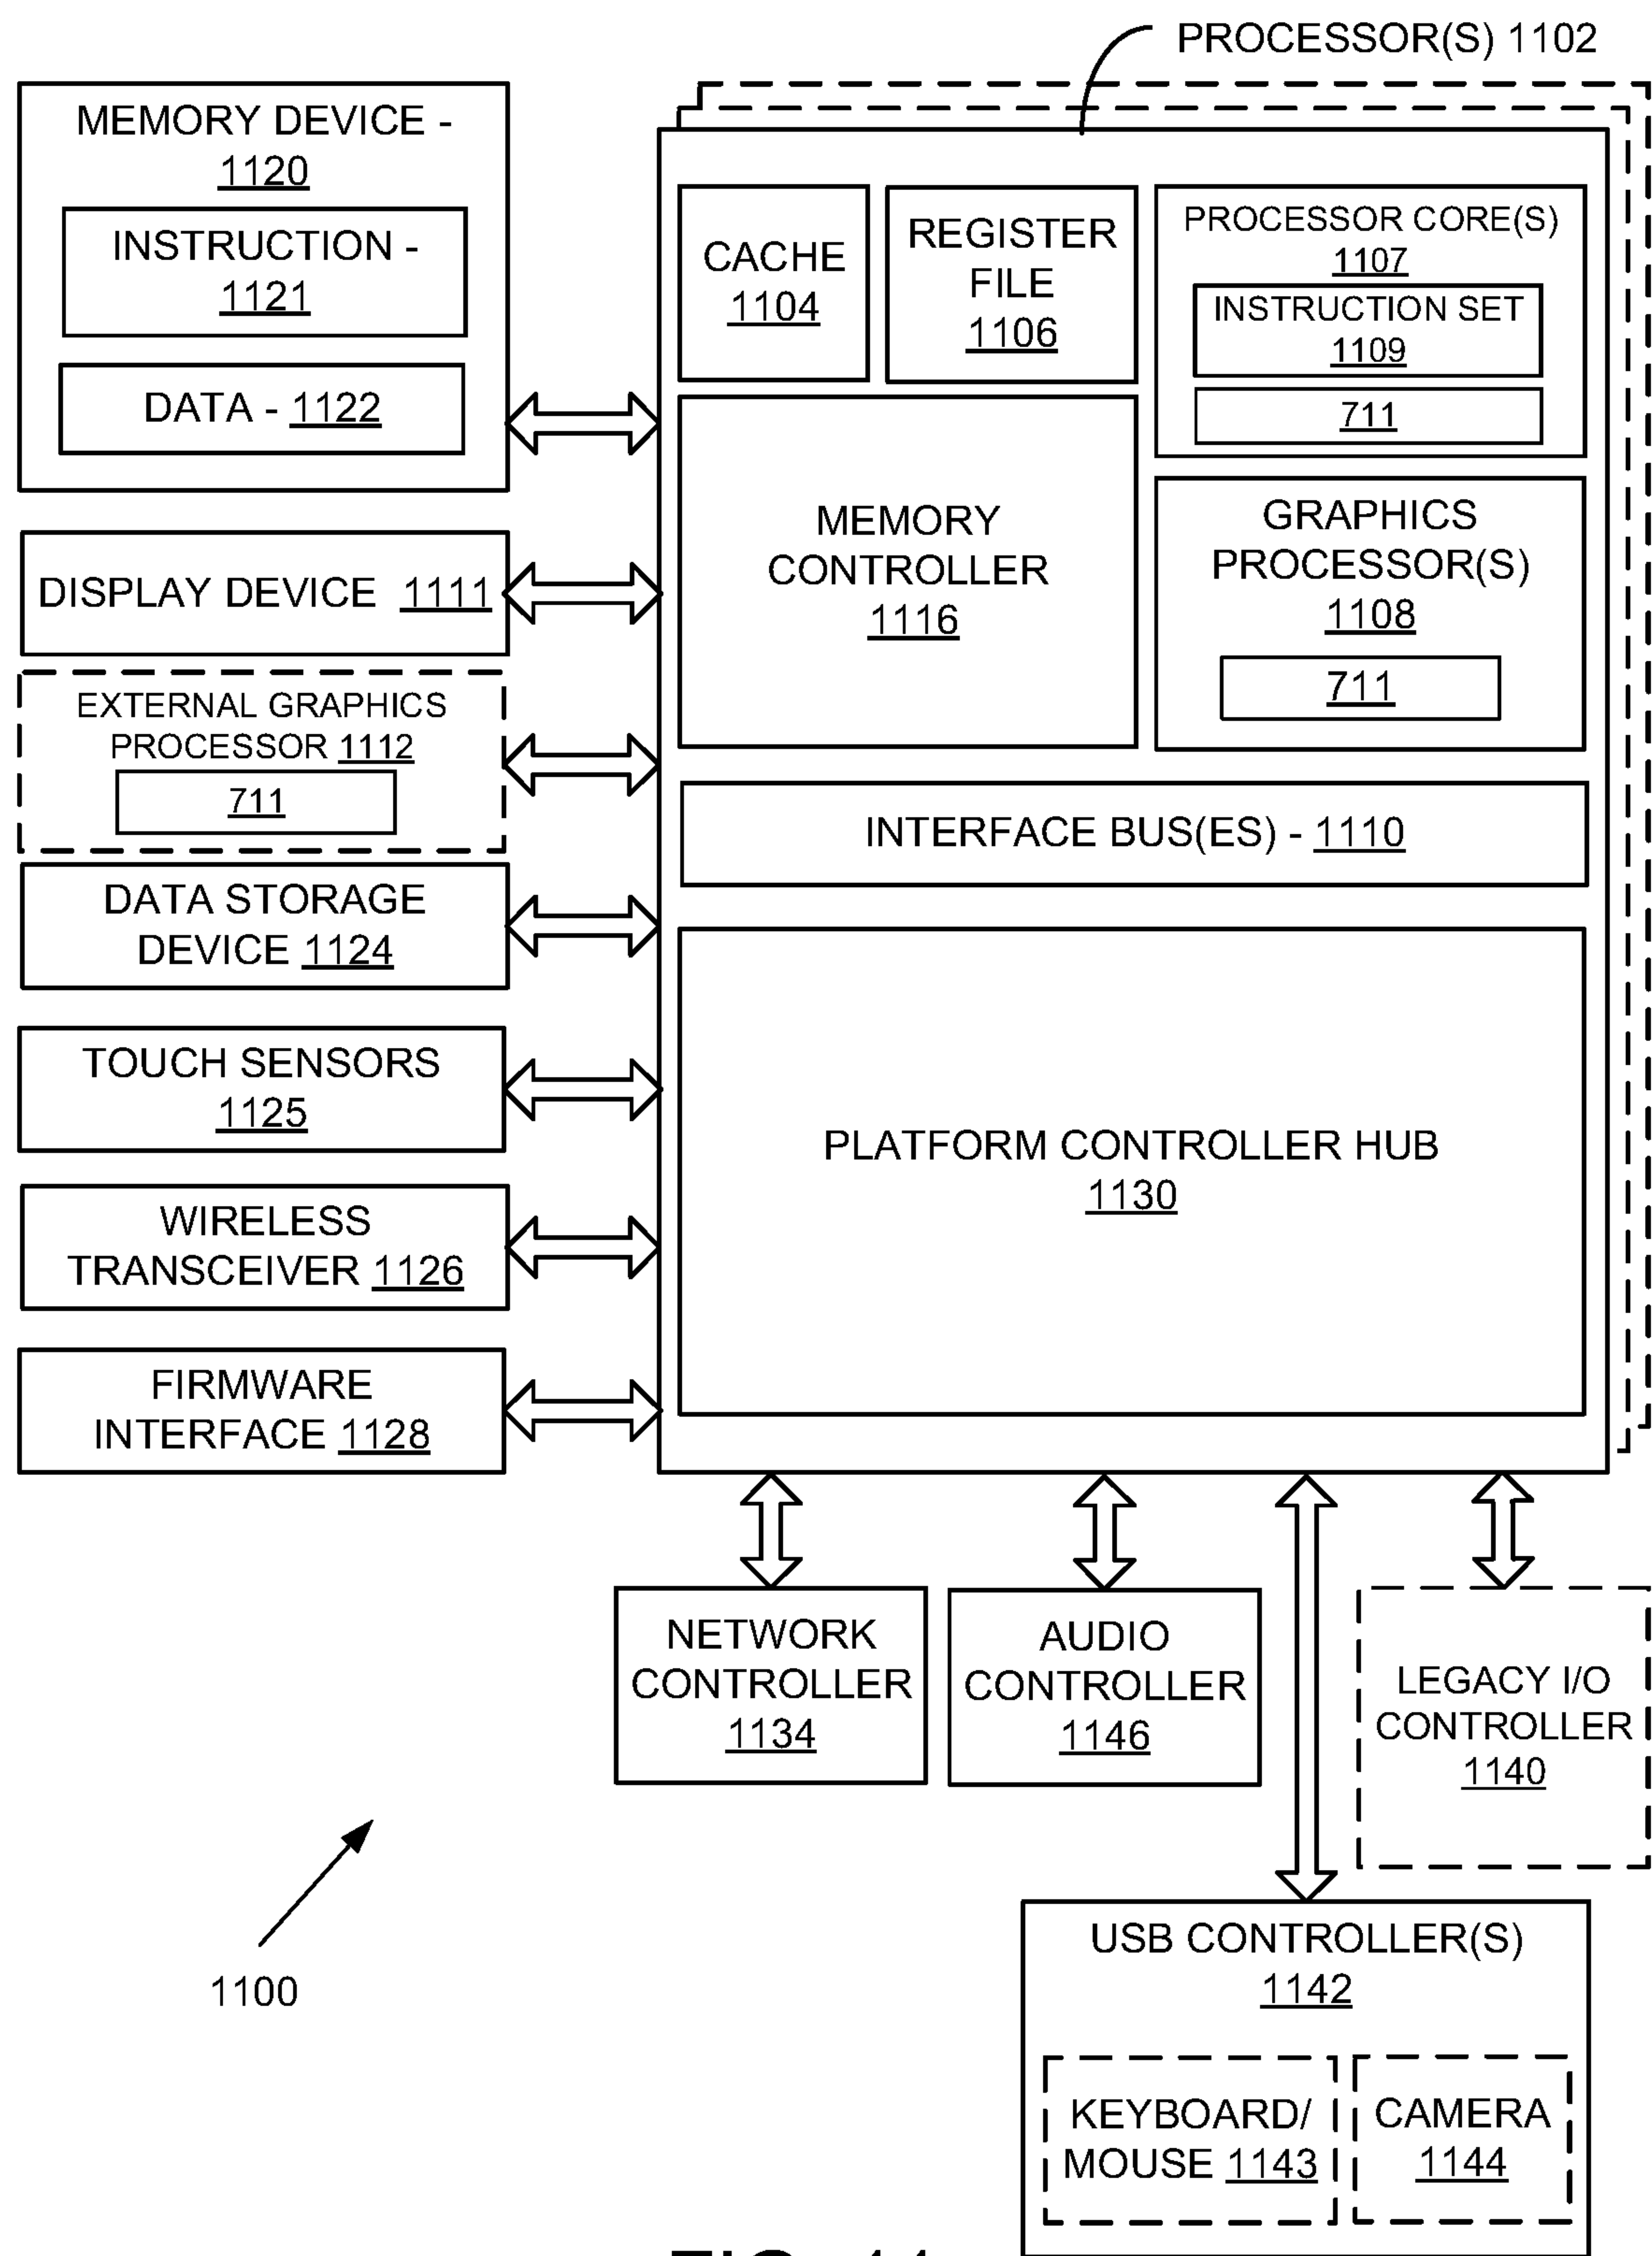 PROCESSOR(S) 1102
MEMORY DEVICE -
1120
INSTRUCTION -
1121
DATA - 1122
DISPLAY DEVICE 1111
EXTERNAL GRAPHICS
PROCESSOR 1112
711
DATA STORAGE
DEVICE 1124
TOUCH SENSORS
1125
WIRELESS
TRANSCEIVER 1126
FIRMWARE
INTERFACE 1128
CACHE
1104
REGISTER
FILE
1106
PROCESSOR CORE(S)
1107
INSTRUCTION SET
1109
711
MEMORY
CONTROLLER
1116
GRAPHICS
PROCESSOR(S)
1108
711
INTERFACE BUS(ES) - 1110
PLATFORM CONTROLLER HUB
1130
NETWORK
CONTROLLER
1134
AUDIO
CONTROLLER
1146
LEGACY I/O
CONTROLLER
1140
1100
USB CONTROLLER(S)
1142
KEYBOARD/
MOUSE 1143
CAMERA
1144